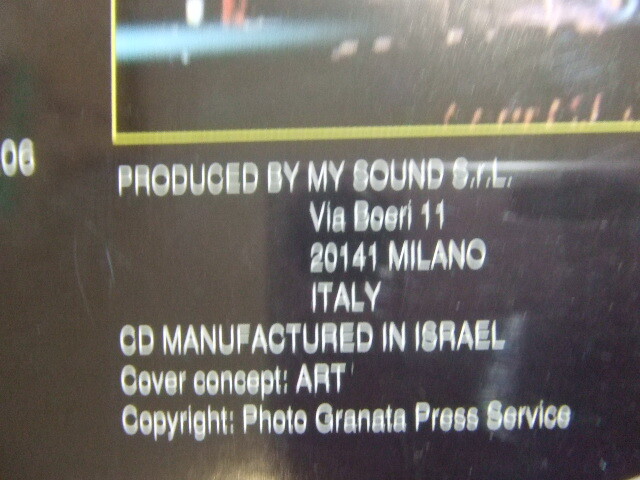 06
PRODUCED BY MY SOUND S.r.L.
Via Boeri 11
20141 MILANO
ITALY
CD MANUFACTURED IN ISRAEL
Cover concept: ART
Copyright: Photo Granata Press Service